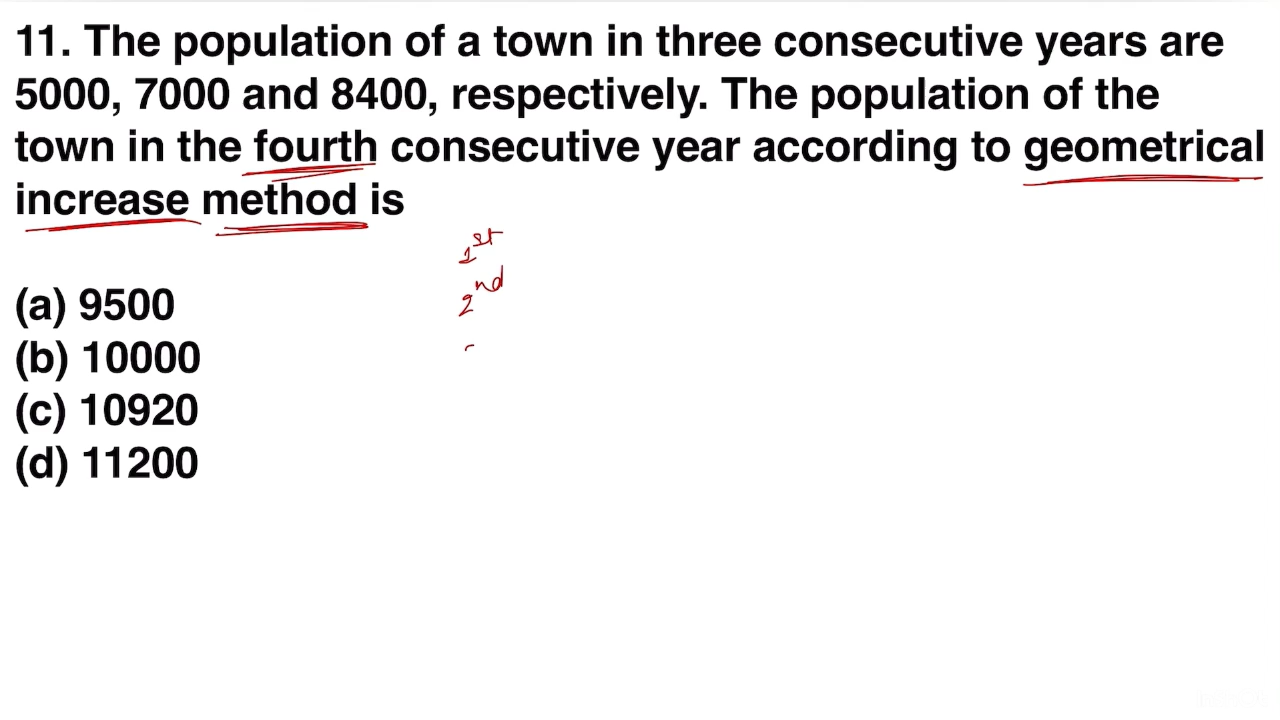 11. The population of a town in three consecutive years are
5000, 7000 and 8400, respectively. The population of the
town in the fourth consecutive year according to geometrical
increase method is
1st
2nd
(a) 9500
(b) 10000
(c) 10920
(d) 11200